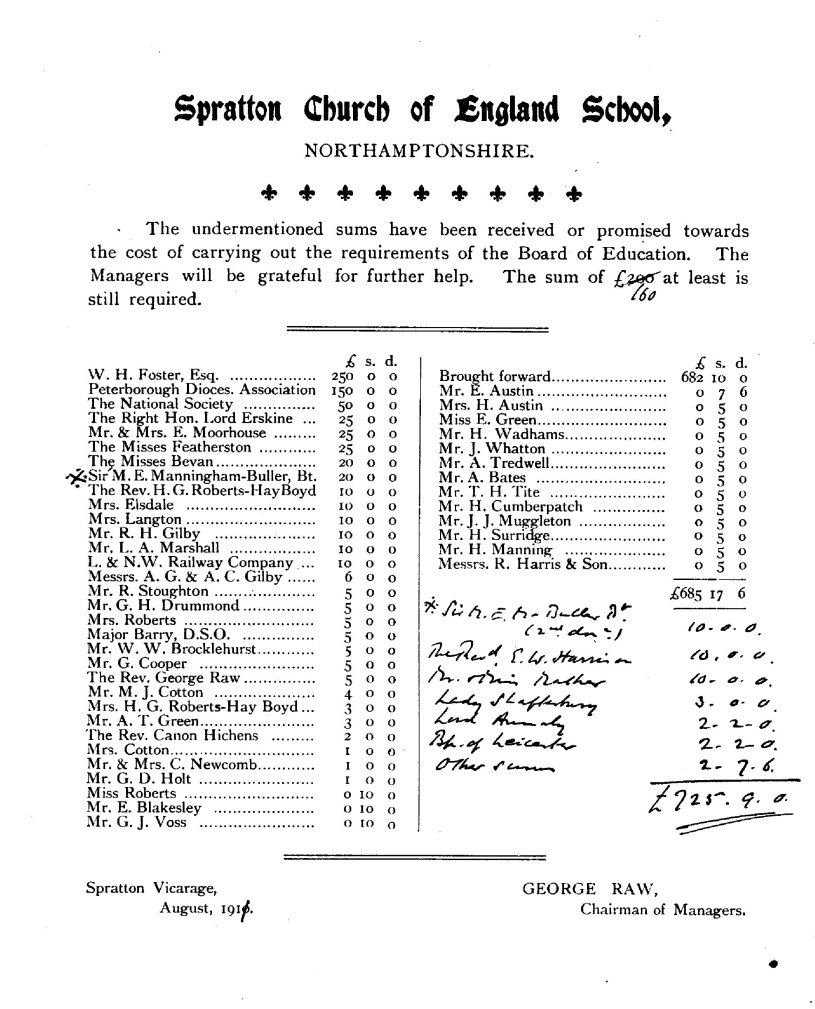 Spratton Church of England School,
NORTHAMPTONSHIRE.
The undermentioned sums have been received or promised towards
the cost of carrying out the requirements of the Board of Education. The
Managers will be grateful for further help. The sum of £200 at least is
160
still required.
£ s. d.
W. H. Foster, Esq. .................. 250 0 0
Peterborough Dioces. Association 150 0 0
The National Society ............... 50 0 0
The Right Hon. Lord Erskine ... 25 0 0
Mr. & Mrs. E. Moorhouse ......... 25 0 0
The Misses Featherston ............ 25 0 0
The Misses Bevan ..................... 20 0 0
Sir M. E. Manningham-Buller, Bt. 20 0 0
The Rev. H. G. Roberts-Hay Boyd 10 0 0
Mrs. Elsdale ........................... 10 0 0
Mrs. Langton ........................... 10 0 0
Mr. R. H. Gilby ..................... 10 0 0
Mr. L. A. Marshall .................. 10 0 0
L. & N.W. Railway Company ... 10 0 0
Messrs. A. G. & A. C. Gilby ...... 6 0 0
Mr. R. Stoughton ..................... 5 0 0
Mr. G. H. Drummond ............... 5 0 0
Mrs. Roberts ........................... 5 0 0
Major Barry, D.S.O. ............... 5 0 0
Mr. W. W. Brocklehurst ............ 5 0 0
Mr. G. Cooper ........................ 5 0 0
The Rev. George Raw ............... 5 0 0
Mr. M. J. Cotton ..................... 4 0 0
Mrs. H. G. Roberts-Hay Boyd ... 3 0 0
Mr. A. T. Green ........................ 3 0 0
The Rev. Canon Hichens ......... 2 0 0
Mrs. Cotton .............................. 1 0 0
Mr. & Mrs. C. Newcomb ............ 1 0 0
Mr. G. D. Holt ........................ 1 0 0
Miss Roberts ........................... 0 10 0
Mr. E. Blakesley ..................... 0 10 0
Mr. G. J. Voss ........................ 0 10 0
£ s. d.
Brought forward ........................ 682 10 0
Mr. E. Austin ........................... 0 7 6
Mrs. H. Austin ........................ 0 5 0
Miss E. Green ........................... 0 5 0
Mr. H. Wadhams ..................... 0 5 0
Mr. J. Whatton ........................ 0 5 0
Mr. A. Tredwell ........................ 0 5 0
Mr. A. Bates ........................... 0 5 0
Mr. T. H. Tite ........................ 0 5 0
Mr. H. Cumberpatch ............... 0 5 0
Mr. J. J. Muggleton .................. 0 5 0
Mr. H. Surridge ........................ 0 5 0
Mr. H. Manning ..................... 0 5 0
Messrs. R. Harris & Son ............ 0 5 0
£685 17 6
* Sir M. E. M- Buller Bt
(2nd don:) 10. 0. 0.
The Revd. E. W. Harrison 10. 0. 0.
Mr. 10. 0. 0.
Lady Shaftesbury 3. 0. 0.
Lord Annaly 2. 2. 0.
Bp. of Leicester 2. 2. 0.
Other sums 2. 7. 6.
£725. 9. 0.
Spratton Vicarage,
August, 1911.
GEORGE RAW,
Chairman of Managers.